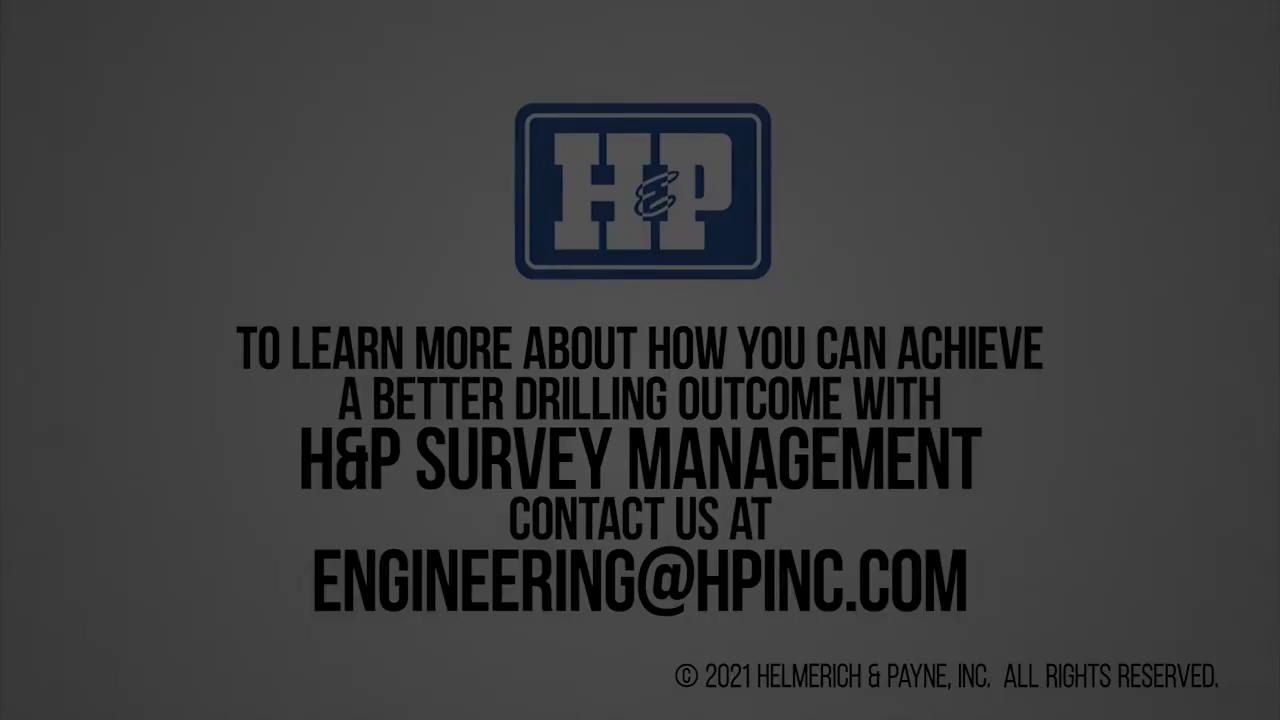 H&P
TO LEARN MORE ABOUT HOW YOU CAN ACHIEVE
A BETTER DRILLING OUTCOME WITH
H&P SURVEY MANAGEMENT
CONTACT US AT
ENGINEERING@HPINC.COM
© 2021 HELMERICH & PAYNE, INC. ALL RIGHTS RESERVED.